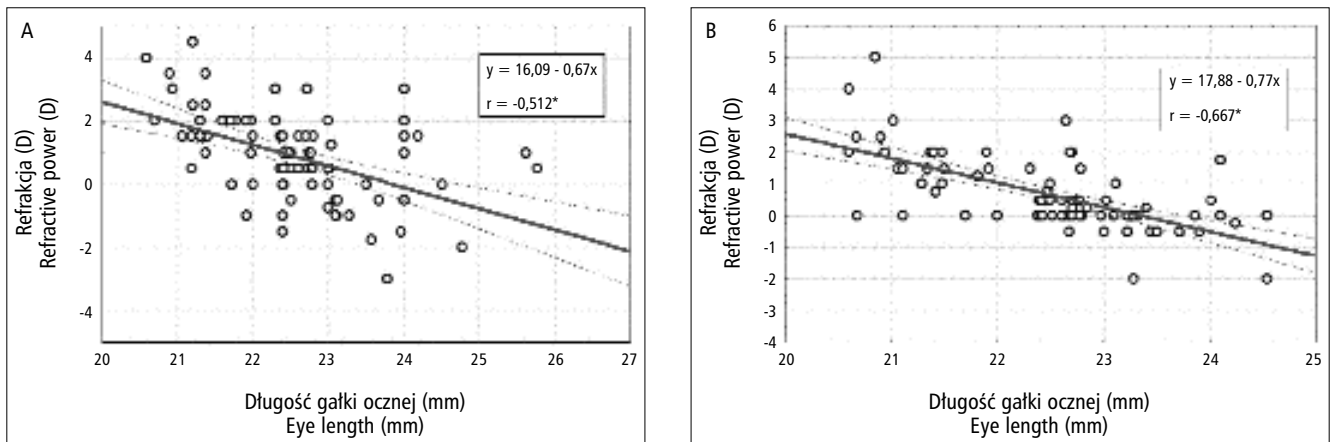 A
Refrakcja (D)
Refractive power (D)
4
2
0
-2
-4
y = 16,09 - 0,67x
r = -0,512*
20 21 22 23 24 25 26 27
Długość gałki ocznej (mm)
Eye length (mm)
B
Refrakcja (D)
Refractive power (D)
6
5
4
3
2
1
0
-1
-2
-3
-4
y = 17,88 - 0,77x
r = -0,667*
20 21 22 23 24 25
Długość gałki ocznej (mm)
Eye length (mm)